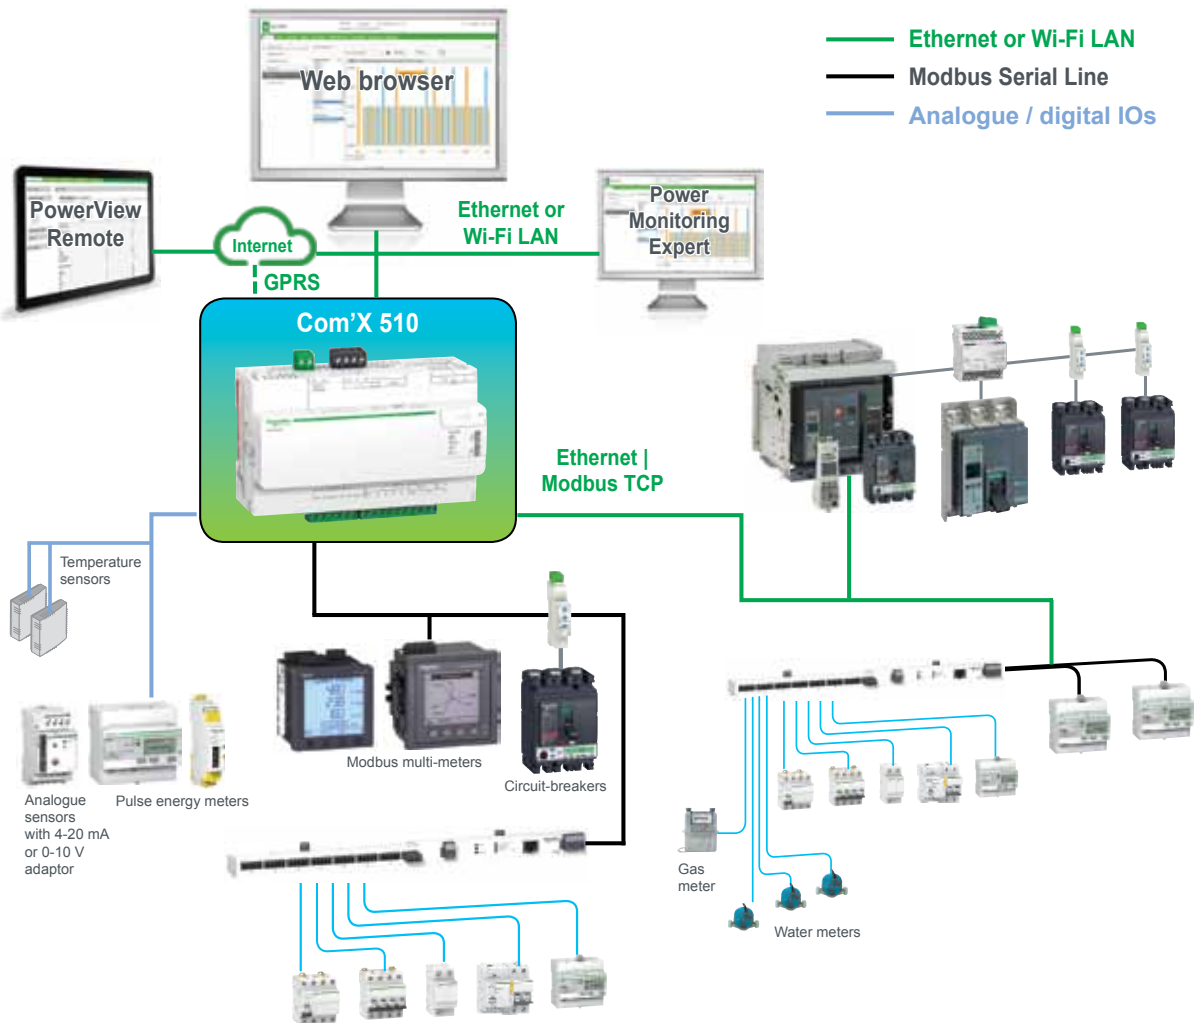 Ethernet or Wi-Fi LAN
Modbus Serial Line
Analogue / digital IOs
Web browser
PowerView
Remote
Internet
GPRS
Ethernet or
Wi-Fi LAN
Power
Monitoring
Expert
Com’X 510
Ethernet |
Modbus TCP
Temperature
sensors
Analogue
sensors
with 4-20 mA
or 0-10 V
adaptor
Pulse energy meters
Modbus multi-meters
Circuit-breakers
Gas
meter
Water meters